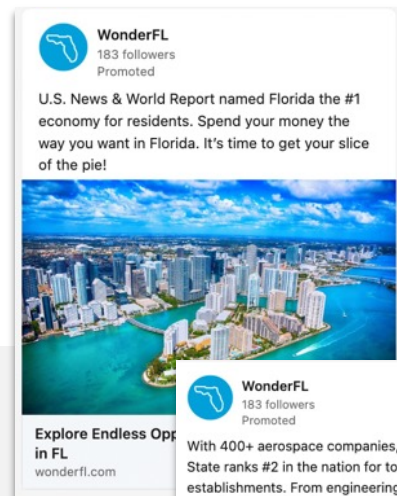 WonderFL
183 followers
Promoted
U.S. News & World Report named Florida the #1
economy for residents. Spend your money the
way you want in Florida. It's time to get your slice
of the pie!
Explore Endless Opp
in FL
wonderfl.com
WonderFL
183 followers
Promoted
With 400+ aerospace companies,
State ranks #2 in the nation for to
establishments. From engineering